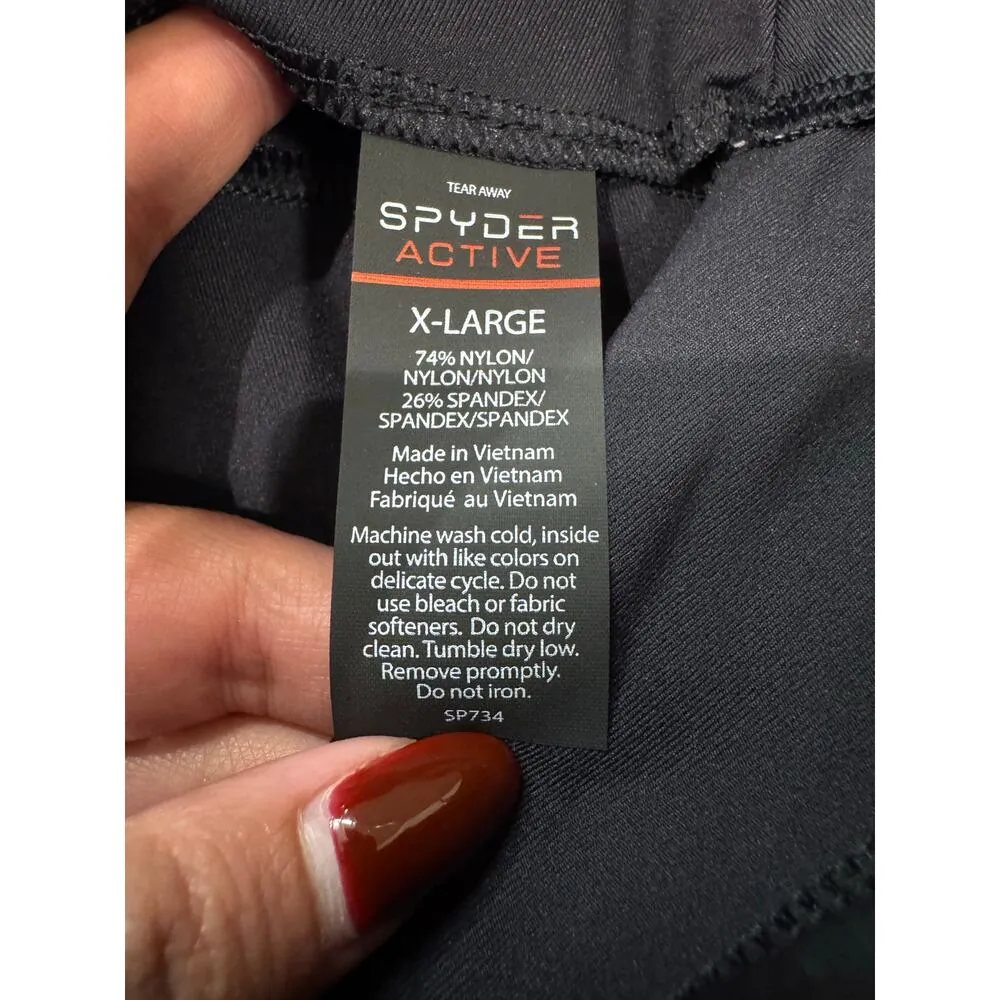 TEAR AWAY
SPYDER
ACTIVE
X-LARGE
74% NYLON/
NYLON/NYLON
26% SPANDEX/
SPANDEX/SPANDEX
Made in Vietnam
Hecho en Vietnam
Fabriqué au Vietnam
Machine wash cold, inside
out with like colors on
delicate cycle. Do not
use bleach or fabric
softeners. Do not dry
clean. Tumble dry low.
Remove promptly.
Do not iron.
SP734